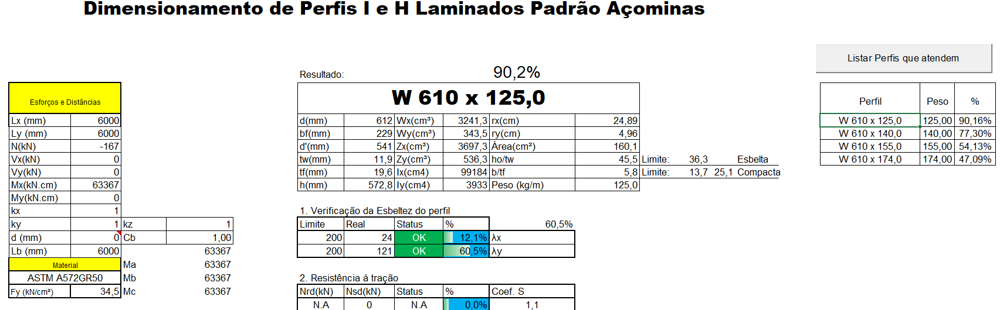 Dimensionamento de Perfis I e H Laminados Padrão Açominas
Listar Perfis que atendem
Resultado: 90,2%
Esforços e Distâncias
W 610 x 125,0
Perfil Peso %
Lx (mm) 6000 d(mm) 612 Wx(cm³) 3241,3 rx(cm) 24,89 W 610 x 125,0 125,00 90,16%
Ly (mm) 6000 bf(mm) 229 Wy(cm³) 343,5 ry(cm) 4,96 W 610 x 140,0 140,00 77,30%
N(kN) -167 d'(mm) 541 Zx(cm³) 3697,3 Área(cm²) 160,1 W 610 x 155,0 155,00 54,13%
Vx(kN) 0 tw(mm) 11,9 Zy(cm³) 536,3 ho/tw 45,5 Limite: 36,3 Esbelta W 610 x 174,0 174,00 47,09%
Vy(kN) 0 tf(mm) 19,6 Ix(cm4) 99184 b/tf 5,8 Limite: 13,7 25,1 Compacta
Mx(kN.cm) 63367 h(mm) 572,8 Iy(cm4) 3933 Peso (kg/m) 125,0
My(kN.cm) 0
kx 1 1. Verificação da Esbeltez do perfil
ky 1 kz 1 Limite Real Status % 60,5%
d (mm) 0 Cb 1,00 200 24 OK 12,1% λx
Lb (mm) 6000 63367 200 121 OK 60,5% λy
Material Ma 63367
ASTM A572GR50 Mb 63367 2. Resistência à tração
Fy (kN/cm²) 34,5 Mc 63367 Nrd(kN) Nsd(kN) Status % Coef. S
N.A 0 N.A 0,0% 1,1